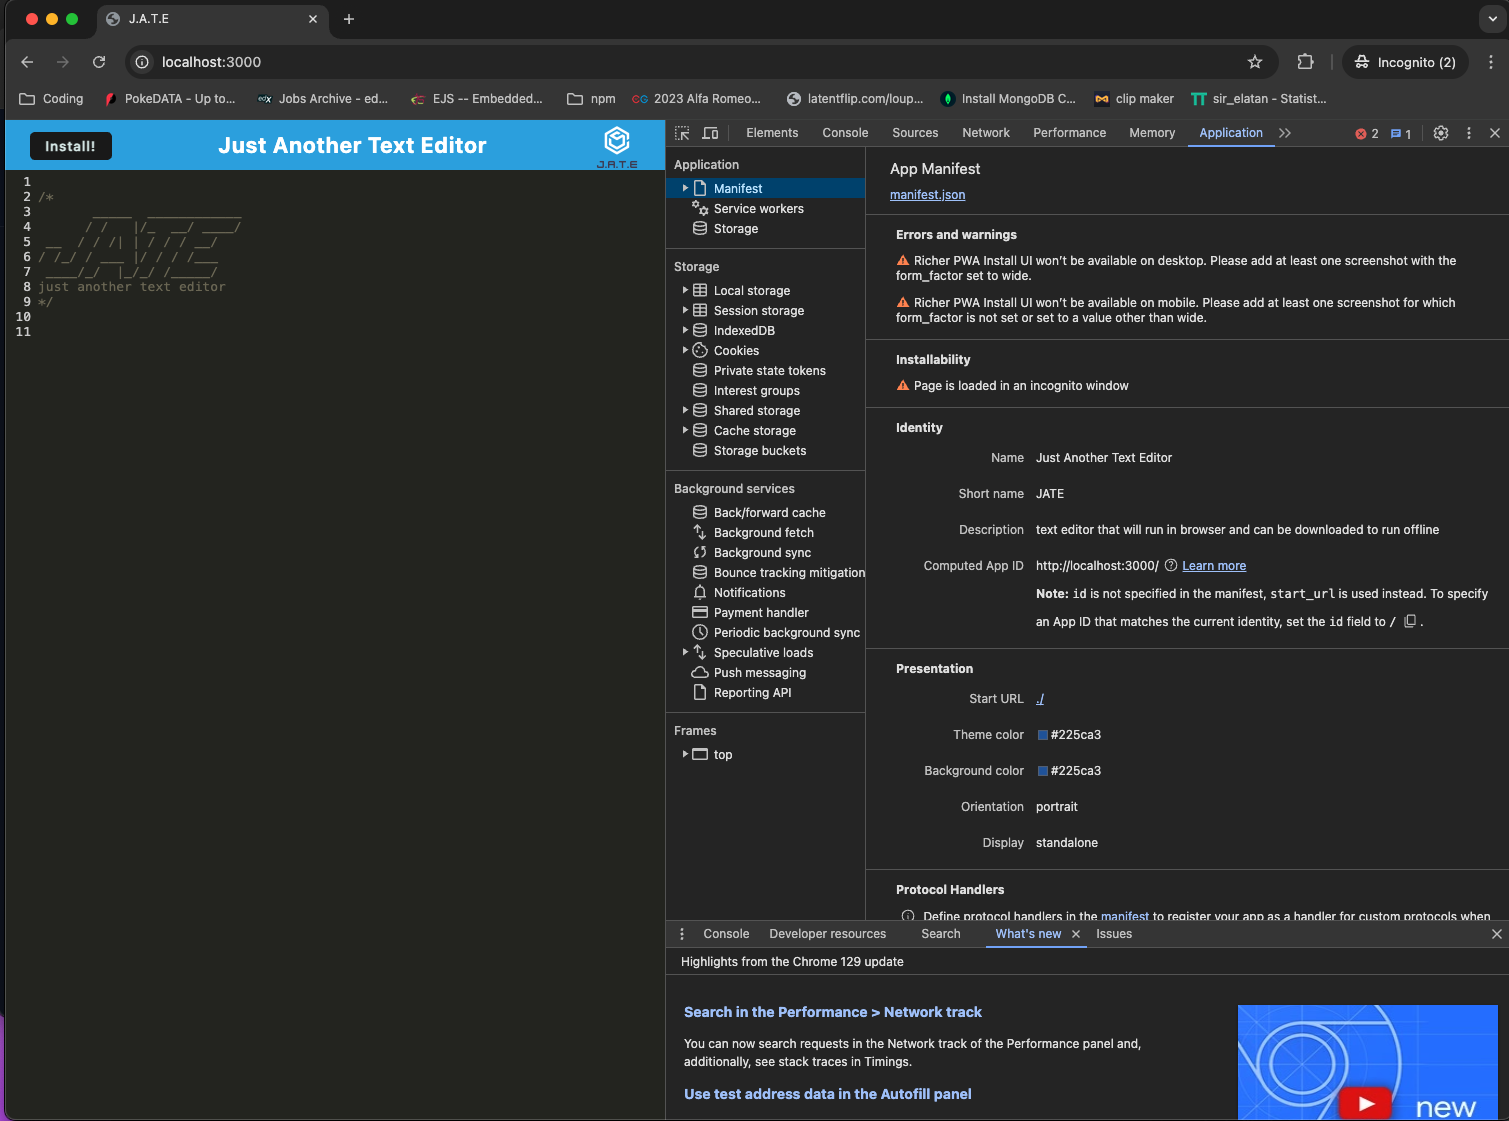 J.A.T.E
localhost:3000
Incognito (2)
Coding
PokeDATA - Up to...
edX
Jobs Archive - ed...
EJS -- Embedded...
npm
CG
2023 Alfa Romeo...
latentflip.com/loup...
Install MongoDB C...
clip maker
TT
sir_elatan - Statist...
Install!
Just Another Text Editor
J.A.T.E
1
2 /*
3        _____  ____________
4       / /   |/_  __/ ____/
5  __  / / /| | / / / __/
6 / /_/ / ___ |/ / / /___
7  ____/_/  |_/_/ /_____/
8 just another text editor
9 */
10
11
Elements
Console
Sources
Network
Performance
Memory
Application
2
1
Application
Manifest
Service workers
Storage
Storage
Local storage
Session storage
IndexedDB
Cookies
Private state tokens
Interest groups
Shared storage
Cache storage
Storage buckets
Background services
Back/forward cache
Background fetch
Background sync
Bounce tracking mitigation
Notifications
Payment handler
Periodic background sync
Speculative loads
Push messaging
Reporting API
Frames
top
App Manifest
manifest.json
Errors and warnings
Richer PWA Install UI won't be available on desktop. Please add at least one screenshot with the
form_factor set to wide.
Richer PWA Install UI won't be available on mobile. Please add at least one screenshot for which
form_factor is not set or set to a value other than wide.
Installability
Page is loaded in an incognito window
Identity
Name Just Another Text Editor
Short name JATE
Description text editor that will run in browser and can be downloaded to run offline
Computed App ID http://localhost:3000/ Learn more
Note: id is not specified in the manifest, start_url is used instead. To specify
an App ID that matches the current identity, set the id field to / .
Presentation
Start URL ./
Theme color #225ca3
Background color #225ca3
Orientation portrait
Display standalone
Protocol Handlers
Define protocol handlers in the manifest to register your app as a handler for custom protocols when
Console
Developer resources
Search
What's new
Issues
Highlights from the Chrome 129 update
Search in the Performance > Network track
You can now search requests in the Network track of the Performance panel and,
additionally, see stack traces in Timings.
Use test address data in the Autofill panel
new